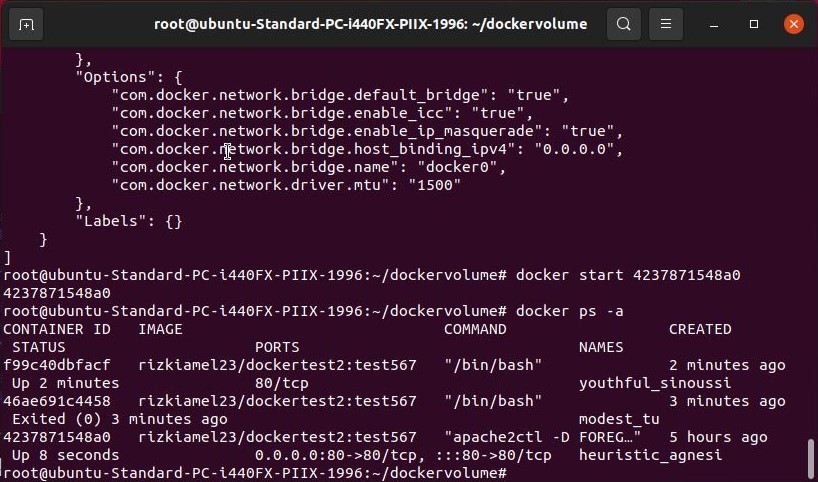 root@ubuntu-Standard-PC-i440FX-PIIX-1996: ~/dockervolume
        },
        "Options": {
            "com.docker.network.bridge.default_bridge": "true",
            "com.docker.network.bridge.enable_icc": "true",
            "com.docker.network.bridge.enable_ip_masquerade": "true",
            "com.docker.network.bridge.host_binding_ipv4": "0.0.0.0",
            "com.docker.network.bridge.name": "docker0",
            "com.docker.network.driver.mtu": "1500"
        },
        "Labels": {}
    }
]
root@ubuntu-Standard-PC-i440FX-PIIX-1996:~/dockervolume# docker start 4237871548a0
4237871548a0
root@ubuntu-Standard-PC-i440FX-PIIX-1996:~/dockervolume# docker ps -a
CONTAINER ID   IMAGE                             COMMAND                  CREATED
 STATUS                     PORTS                               NAMES
f99c40dbfacf   rizkiamel23/dockertest2:test567   "/bin/bash"              2 minutes ago
 Up 2 minutes               80/tcp                              youthful_sinoussi
46ae691c4458   rizkiamel23/dockertest2:test567   "/bin/bash"              3 minutes ago
 Exited (0) 3 minutes ago                                       modest_tu
4237871548a0   rizkiamel23/dockertest2:test567   "apache2ctl -D FOREG…"   5 hours ago
 Up 8 seconds               0.0.0.0:80->80/tcp, :::80->80/tcp   heuristic_agnesi
root@ubuntu-Standard-PC-i440FX-PIIX-1996:~/dockervolume#